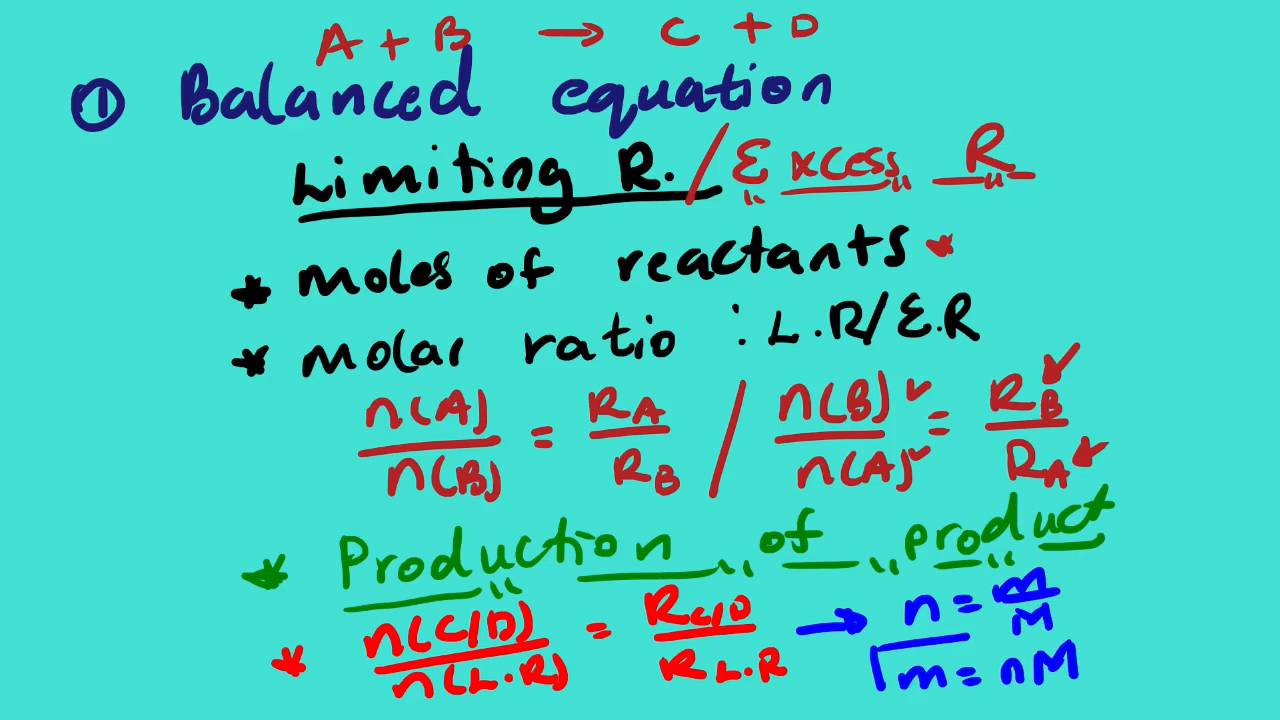 A + B → C + D
① Balanced equation
Limiting R. / Excess R
* moles of reactants *
* molar ratio : L.R/E.R
n(A)/n(B) = RA/RB / n(B)/n(A) = RB/RA
* Production of product
* n(C/D)/n(L.R) = RC/D/RL.R → n = m/M
m = nM